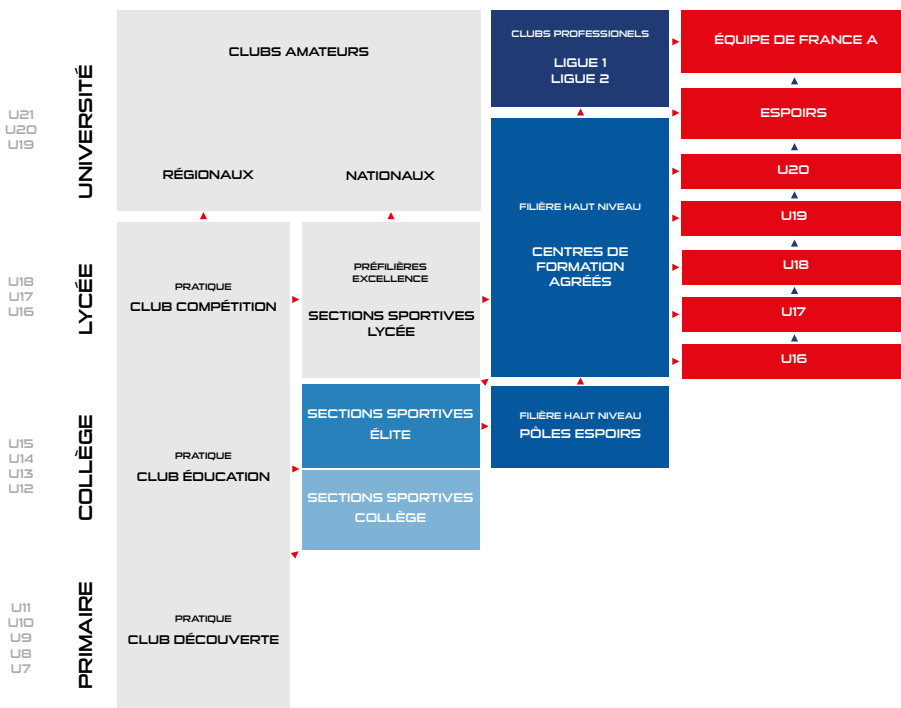 UNIVERSITÉ
U21
U20
U19
CLUBS AMATEURS
RÉGIONAUX
NATIONAUX
CLUBS PROFESSIONELS
LIGUE 1
LIGUE 2
ÉQUIPE DE FRANCE A
ESPOIRS
U20
U19
U18
U17
U16
FILIÈRE HAUT NIVEAU
CENTRES DE
FORMATION
AGRÉÉS
LYCÉE
U18
U17
U16
PRATIQUE
CLUB COMPÉTITION
PRÉFILIÈRES
EXCELLENCE
SECTIONS SPORTIVES
LYCÉE
COLLÈGE
U15
U14
U13
U12
PRATIQUE
CLUB ÉDUCATION
SECTIONS SPORTIVES
ÉLITE
SECTIONS SPORTIVES
COLLÈGE
FILIÈRE HAUT NIVEAU
PÔLES ESPOIRS
PRIMAIRE
U11
U10
U9
U8
U7
PRATIQUE
CLUB DÉCOUVERTE